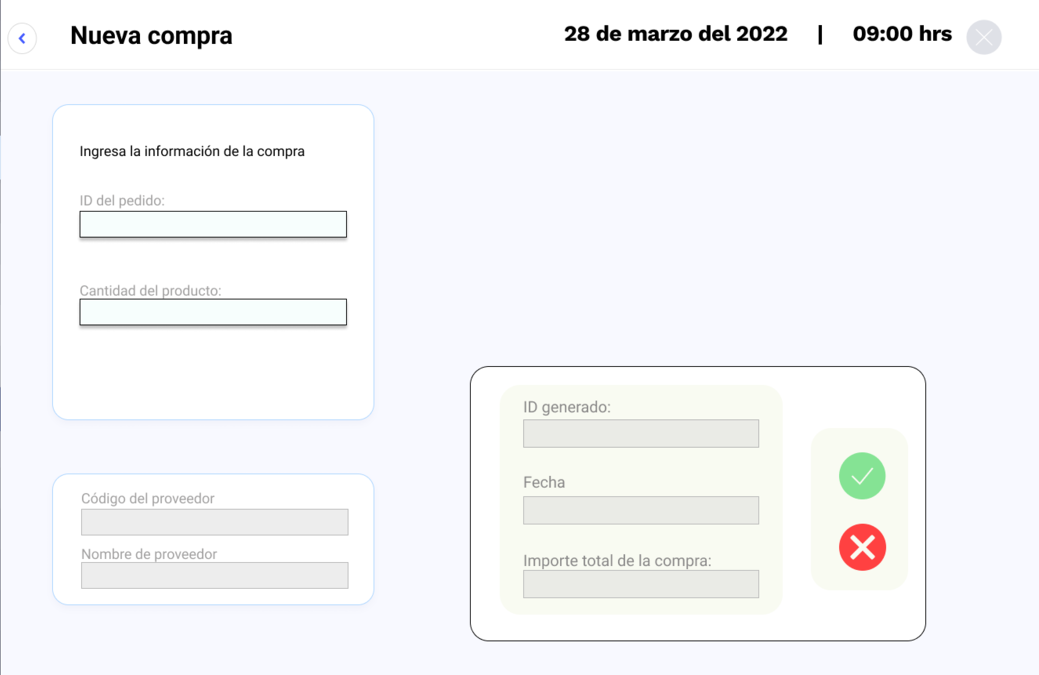 Nueva compra
28 de marzo del 2022 | 09:00 hrs
Ingresa la información de la compra
ID del pedido:
Cantidad del producto:
Código del proveedor
Nombre de proveedor
ID generado:
Fecha
Importe total de la compra: